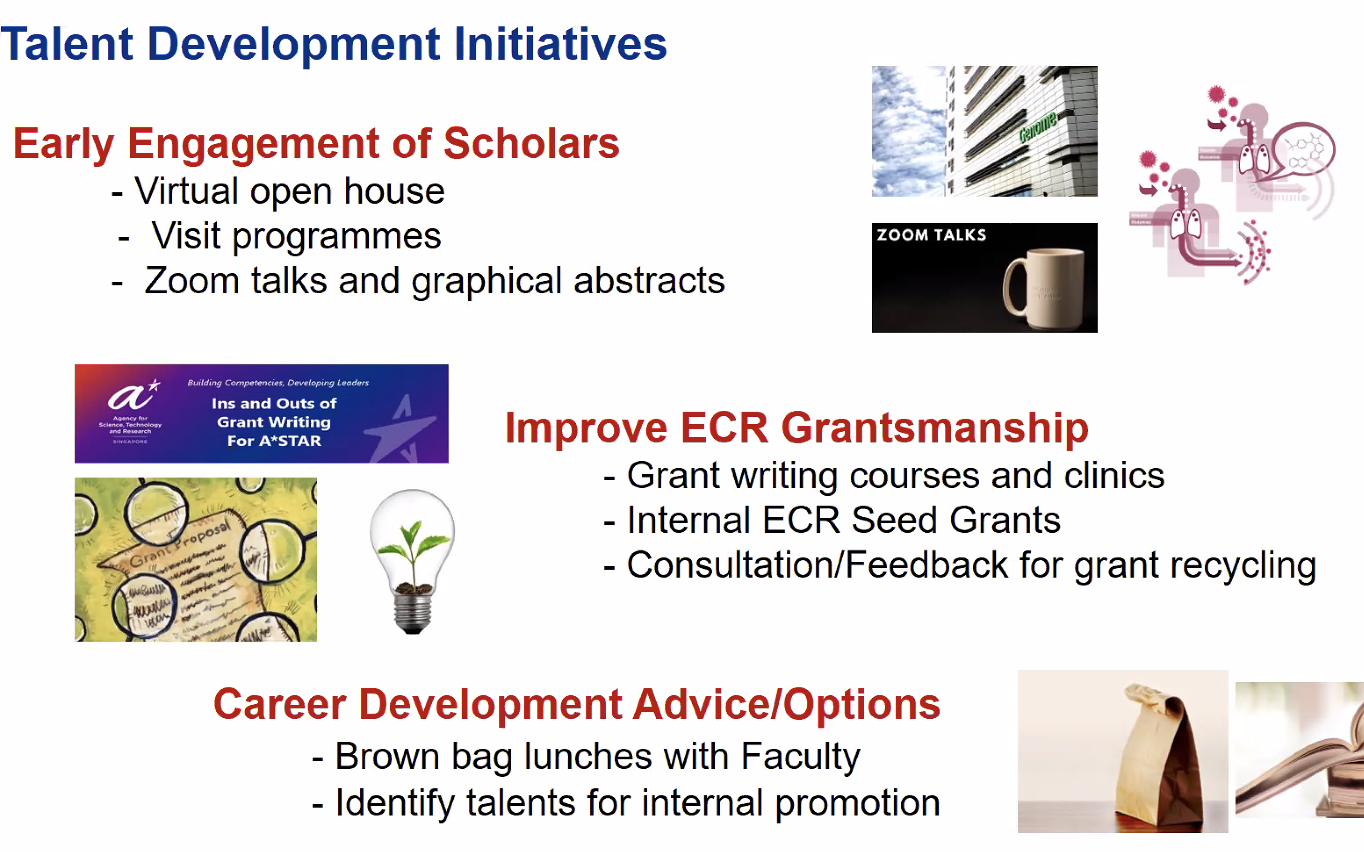 Talent Development Initiatives
Early Engagement of Scholars
- Virtual open house
- Visit programmes
- Zoom talks and graphical abstracts
Genome
ZOOM TALKS
a*
Agency for
Science, Technology
and Research
SINGAPORE
Building Competencies, Developing Leaders
Ins and Outs of
Grant Writing
For A*STAR
Grant Proposal
Improve ECR Grantsmanship
- Grant writing courses and clinics
- Internal ECR Seed Grants
- Consultation/Feedback for grant recycling
Career Development Advice/Options
- Brown bag lunches with Faculty
- Identify talents for internal promotion